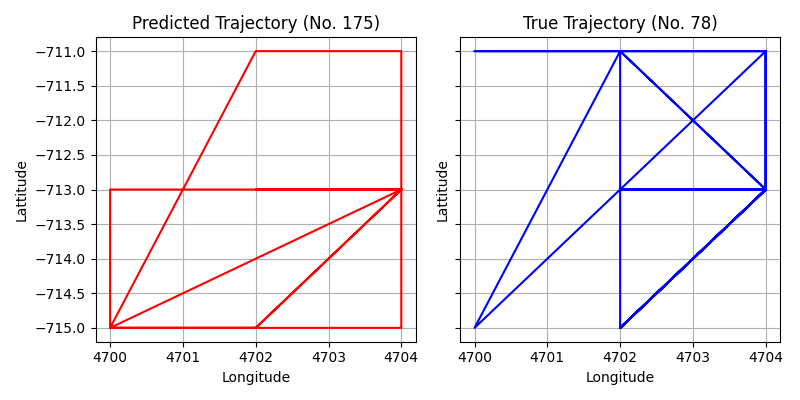 Predicted Trajectory (No. 175)
True Trajectory (No. 78)
−711.0
−711.5
−712.0
−712.5
−713.0
−713.5
−714.0
−714.5
−715.0
Lattitude
Lattitude
4700 4701 4702 4703 4704
4700 4701 4702 4703 4704
Longitude
Longitude